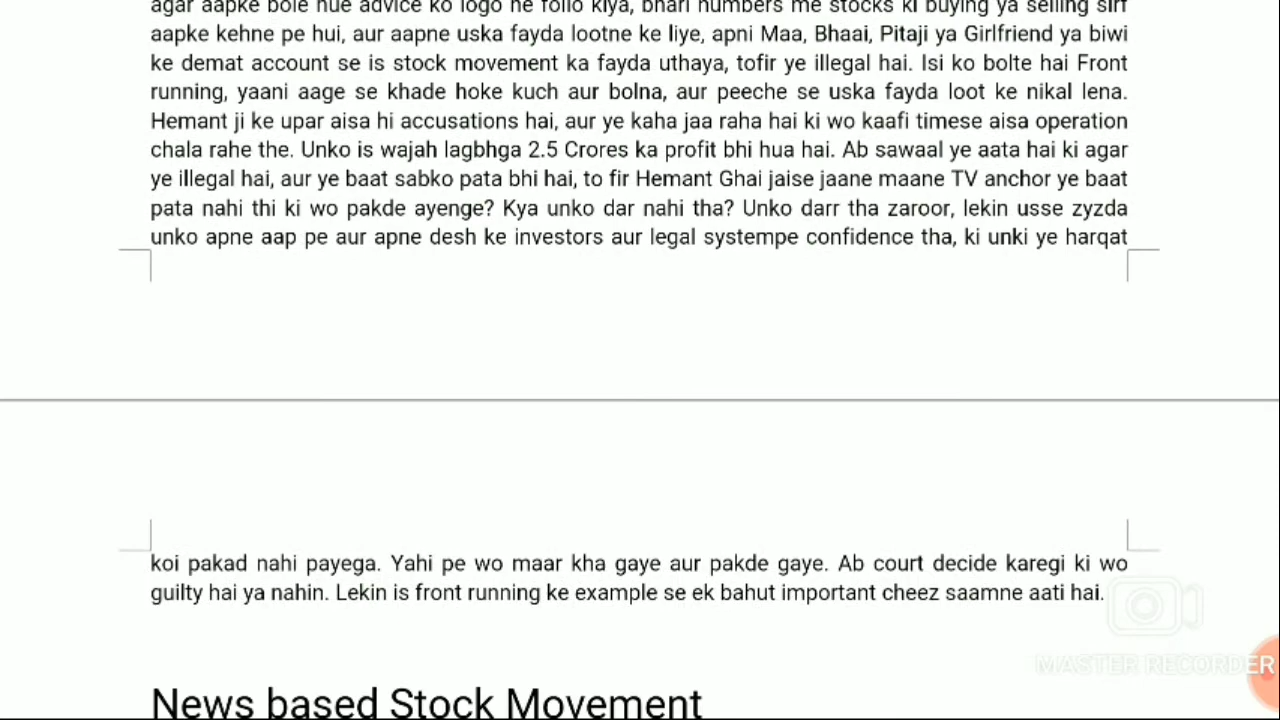 agar aapke bole hue advice ko logo ne follo kiya, bhari numbers me stocks ki buying ya selling sirf
aapke kehne pe hui, aur aapne uska fayda lootne ke liye, apni Maa, Bhaai, Pitaji ya Girlfriend ya biwi
ke demat account se is stock movement ka fayda uthaya, tofir ye illegal hai. Isi ko bolte hai Front
running, yaani aage se khade hoke kuch aur bolna, aur peeche se uska fayda loot ke nikal lena.
Hemant ji ke upar aisa hi accusations hai, aur ye kaha jaa raha hai ki wo kaafi timese aisa operation
chala rahe the. Unko is wajah lagbhga 2.5 Crores ka profit bhi hua hai. Ab sawaal ye aata hai ki agar
ye illegal hai, aur ye baat sabko pata bhi hai, to fir Hemant Ghai jaise jaane maane TV anchor ye baat
pata nahi thi ki wo pakde ayenge? Kya unko dar nahi tha? Unko darr tha zaroor, lekin usse zyzda
unko apne aap pe aur apne desh ke investors aur legal systempe confidence tha, ki unki ye harqat
koi pakad nahi payega. Yahi pe wo maar kha gaye aur pakde gaye. Ab court decide karegi ki wo
guilty hai ya nahin. Lekin is front running ke example se ek bahut important cheez saamne aati hai.
MASTER RECORDER
News based Stock Movement